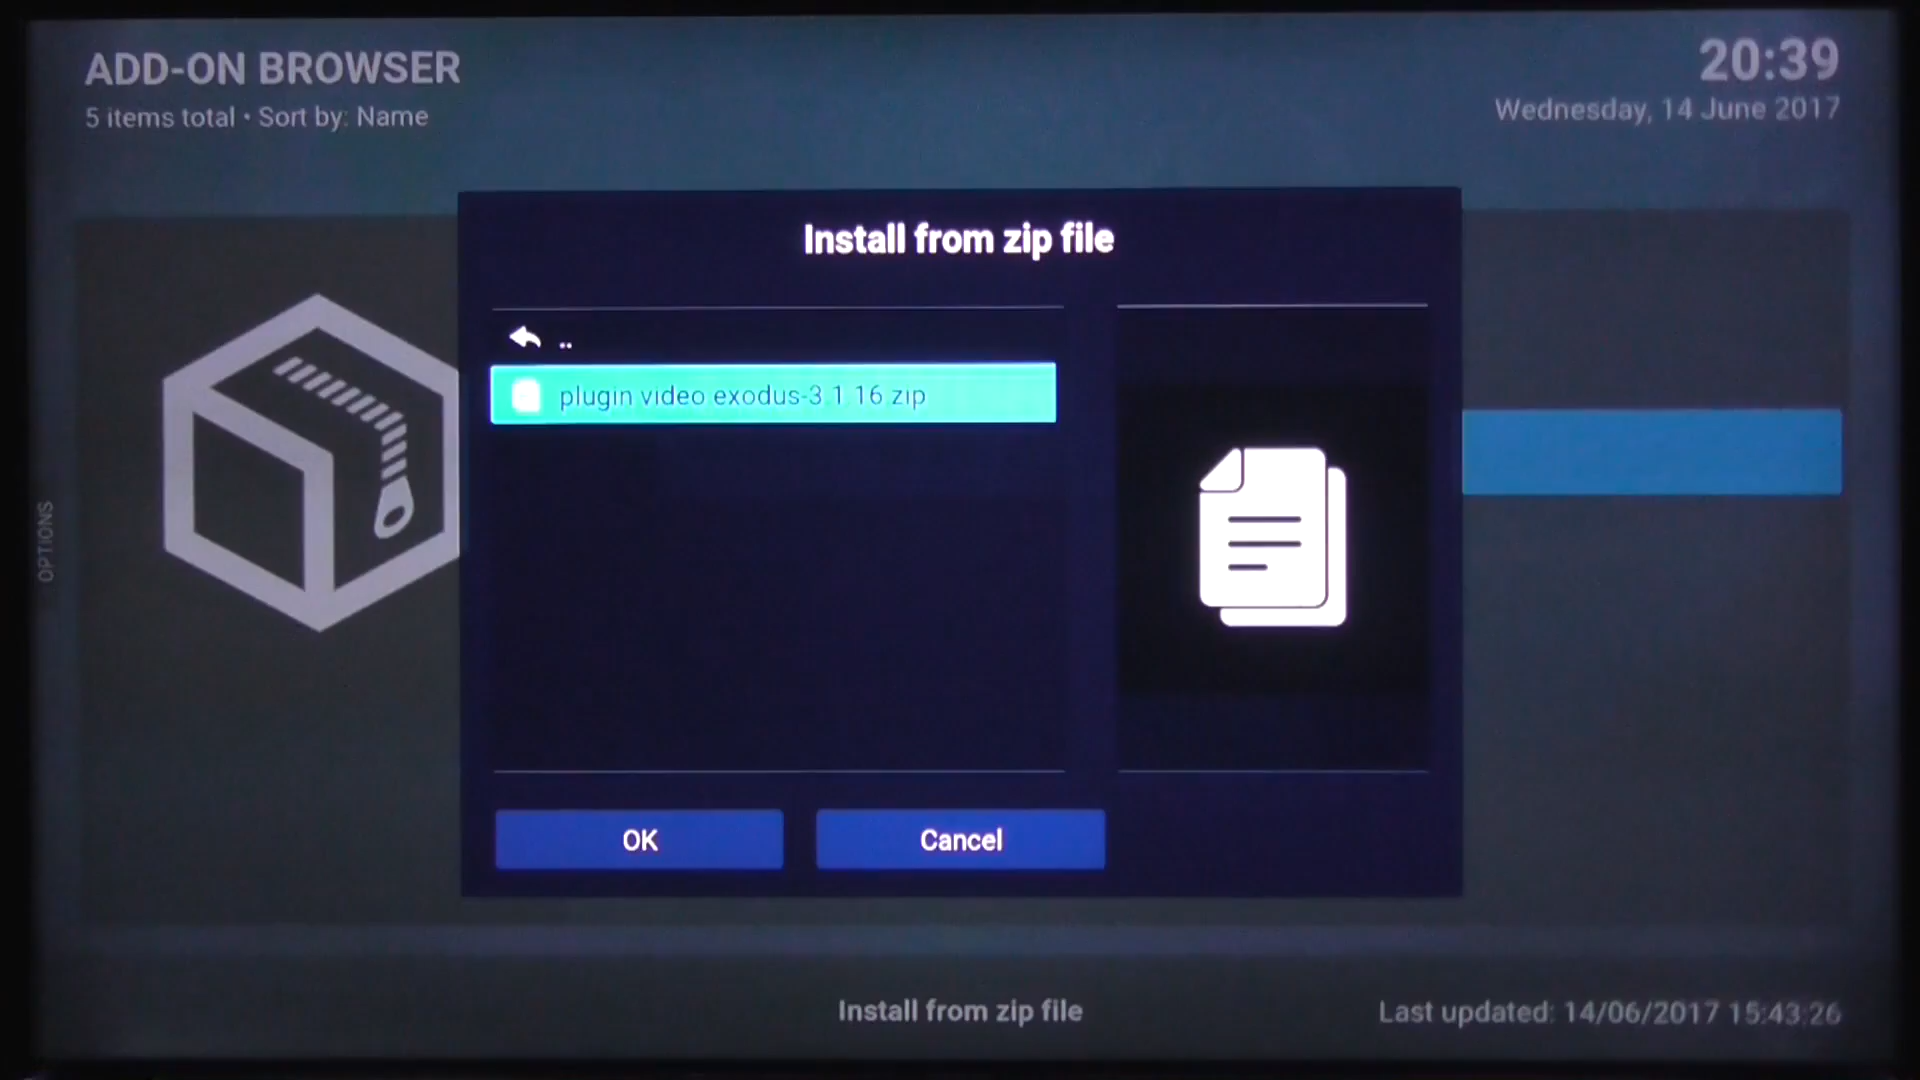 ADD-ON BROWSER
5 items total • Sort by: Name
20:39
Wednesday, 14 June 2017
Install from zip file
..
plugin video exodus-3 1 16 zip
OPTIONS
OK
Cancel
Install from zip file
Last updated: 14/06/2017 15:43:26